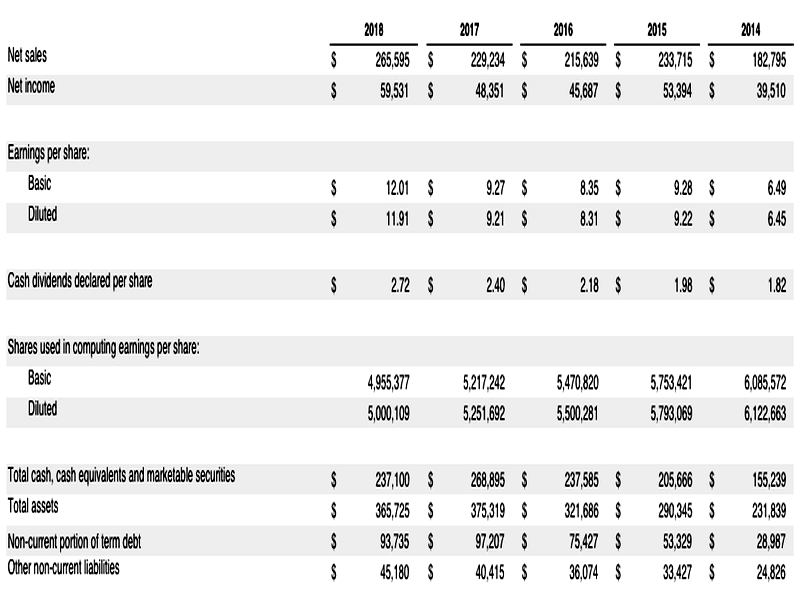 2018 2017 2016 2015 2014
Net sales $ 265,595 $ 229,234 $ 215,639 $ 233,715 $ 182,795
Net income $ 59,531 $ 48,351 $ 45,687 $ 53,394 $ 39,510
Earnings per share:
Basic $ 12.01 $ 9.27 $ 8.35 $ 9.28 $ 6.49
Diluted $ 11.91 $ 9.21 $ 8.31 $ 9.22 $ 6.45
Cash dividends declared per share $ 2.72 $ 2.40 $ 2.18 $ 1.98 $ 1.82
Shares used in computing earnings per share:
Basic 4,955,377 5,217,242 5,470,820 5,753,421 6,085,572
Diluted 5,000,109 5,251,692 5,500,281 5,793,069 6,122,663
Total cash, cash equivalents and marketable securities $ 237,100 $ 268,895 $ 237,585 $ 205,666 $ 155,239
Total assets $ 365,725 $ 375,319 $ 321,686 $ 290,345 $ 231,839
Non-current portion of term debt $ 93,735 $ 97,207 $ 75,427 $ 53,329 $ 28,987
Other non-current liabilities $ 45,180 $ 40,415 $ 36,074 $ 33,427 $ 24,826